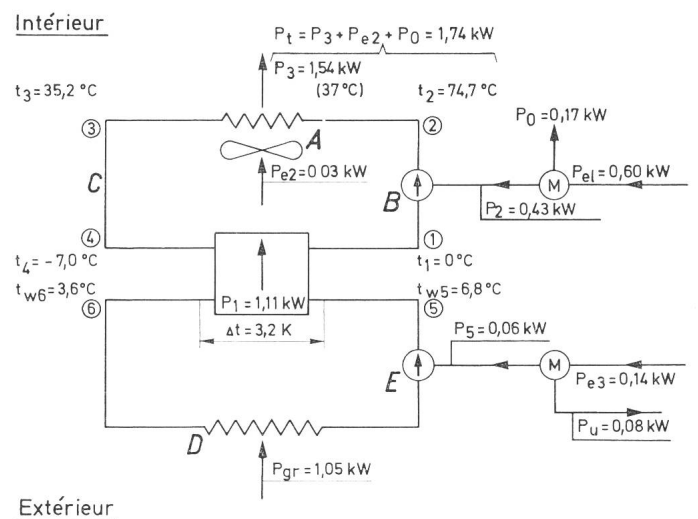 Intérieur
Pt = P3 + Pe2 + P0 = 1,74 kW
P3 = 1,54 kW
(37°C)
t3 = 35,2 °C
t2 = 74,7 °C
P0 = 0,17 kW
③
②
A
Pe2 = 0 03 kW
M
Pel = 0,60 kW
C
B
P2 = 0,43 kW
④
①
t4 = -7,0 °C
t1 = 0°C
tw6 = 3,6°C
P1 = 1,11 kW
tw5 = 6,8°C
⑥
⑤
Δt = 3,2 K
P5 = 0,06 kW
E
M
Pe3 = 0,14 kW
D
Pu = 0,08 kW
Pgr = 1,05 kW
Extérieur